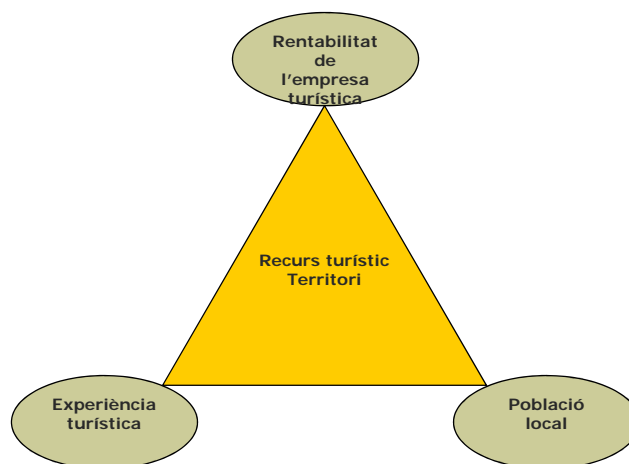 Rentabilitat
de
l'empresa
turística
Recurs turístic
Territori
Experiència
turística
Població
local